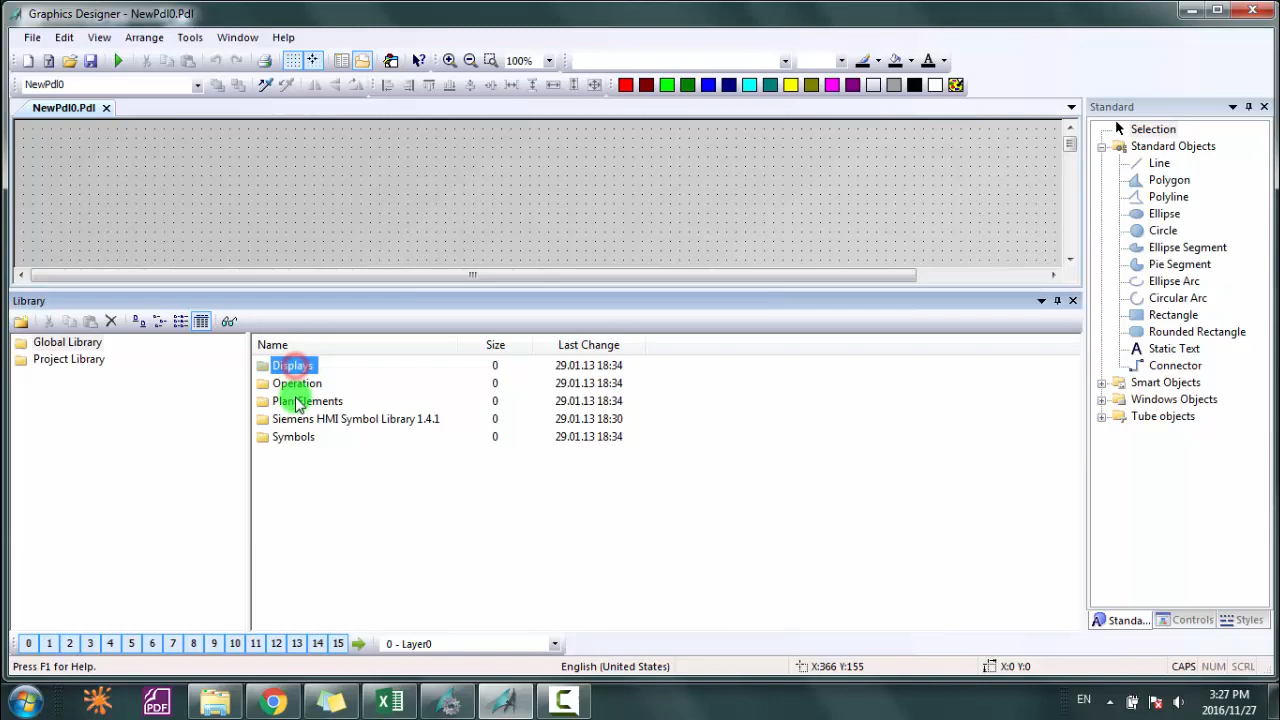 Graphics Designer - NewPdl0.Pdl
File Edit View Arrange Tools Window Help
100%
NewPdl0
NewPdl0.Pdl
Standard
Selection
Standard Objects
Line
Polygon
Polyline
Ellipse
Circle
Ellipse Segment
Pie Segment
Ellipse Arc
Circular Arc
Rectangle
Rounded Rectangle
Static Text
Connector
Smart Objects
Windows Objects
Tube objects
Standa... Controls Styles
Library
Global Library
Project Library
Name Size Last Change
Displays 0 29.01.13 18:34
Operation 0 29.01.13 18:34
PlantElements 0 29.01.13 18:34
Siemens HMI Symbol Library 1.4.1 0 29.01.13 18:30
Symbols 0 29.01.13 18:34
0 1 2 3 4 5 6 7 8 9 10 11 12 13 14 15 0 - Layer0
Press F1 for Help. English (United States) X:366 Y:155 X:0 Y:0 CAPS NUM SCRL
PDF
EN 3:27 PM
2016/11/27